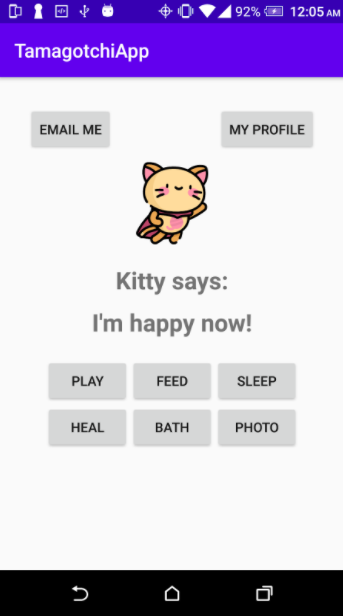 92% 12:05 AM
TamagotchiApp
EMAIL ME MY PROFILE
Kitty says:
I'm happy now!
PLAY FEED SLEEP
HEAL BATH PHOTO